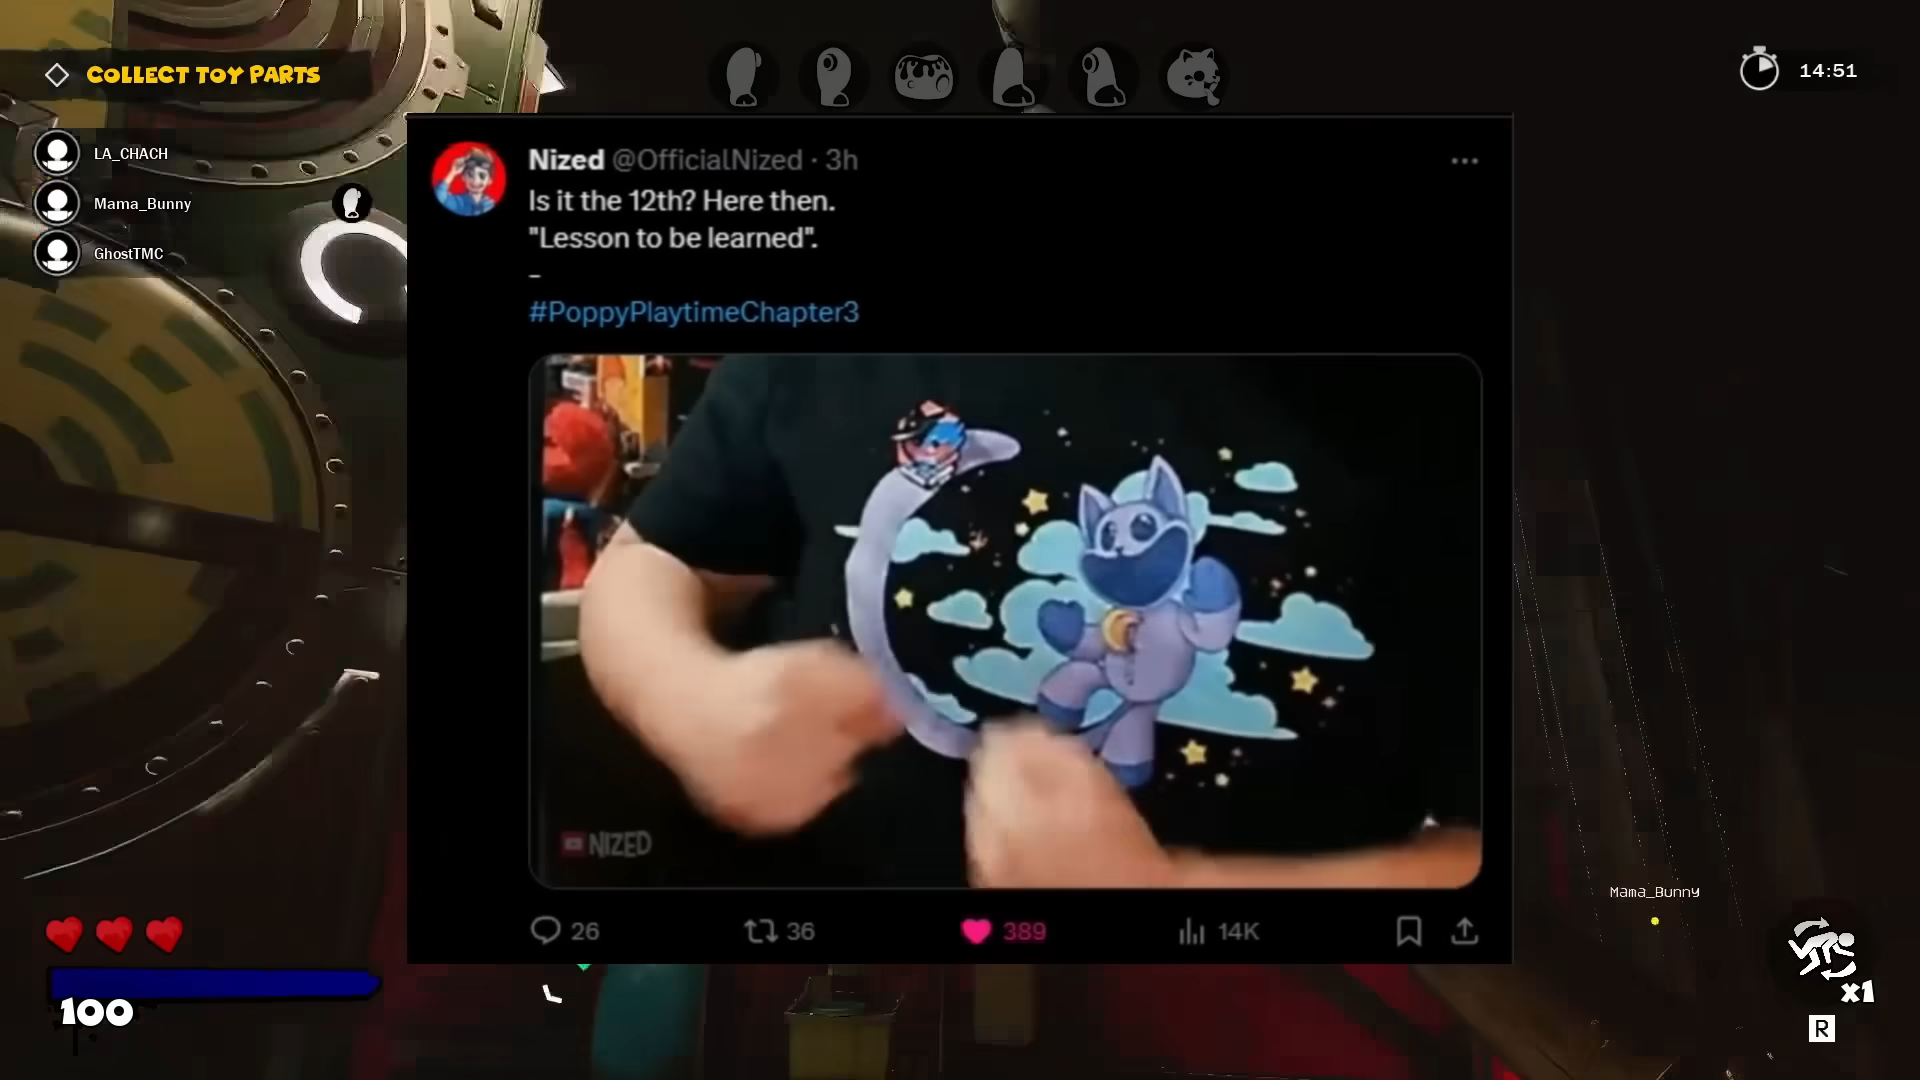 COLLECT TOY PARTS
14:51
LA_CHACH
Mama_Bunny
GhostTMC
Nized @OfficialNized · 3h
Is it the 12th? Here then.
"Lesson to be learned".
–
#PoppyPlaytimeChapter3
NIZED
26
36
389
14K
Mama_Bunny
100
x1
R